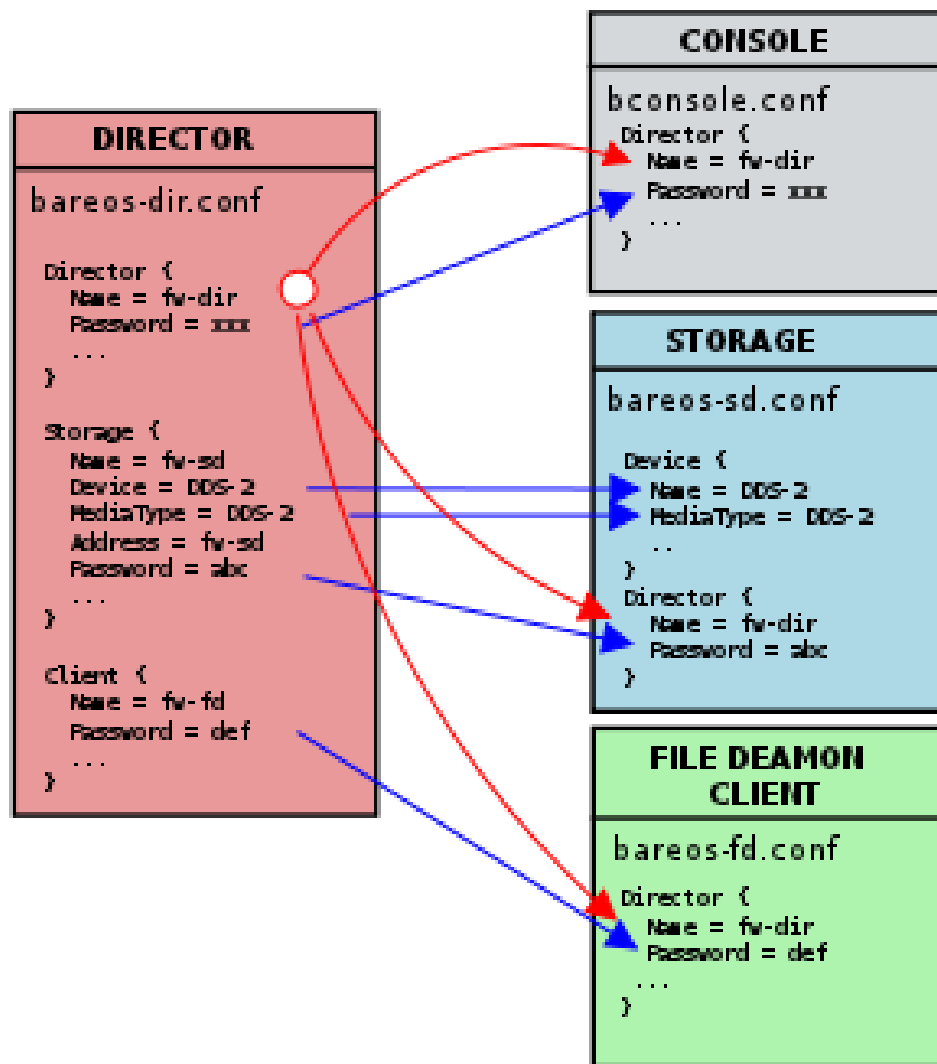 DIRECTOR
bareos-dir.conf
Director {
Name = fw-dir
Password = xxx
...
}
Storage {
Name = fw-sd
Device = DDS-2
MediaType = DDS-2
Address = fw-sd
Password = abc
...
}
Client {
Name = fw-fd
Password = def
...
}
CONSOLE
bconsole.conf
Director {
Name = fw-dir
Password = xxx
...
}
STORAGE
bareos-sd.conf
Device {
Name = DDS-2
MediaType = DDS-2
..
}
Director {
Name = fw-dir
Password = abc
}
FILE DEAMON
CLIENT
bareos-fd.conf
Director {
Name = fw-dir
Password = def
...
}